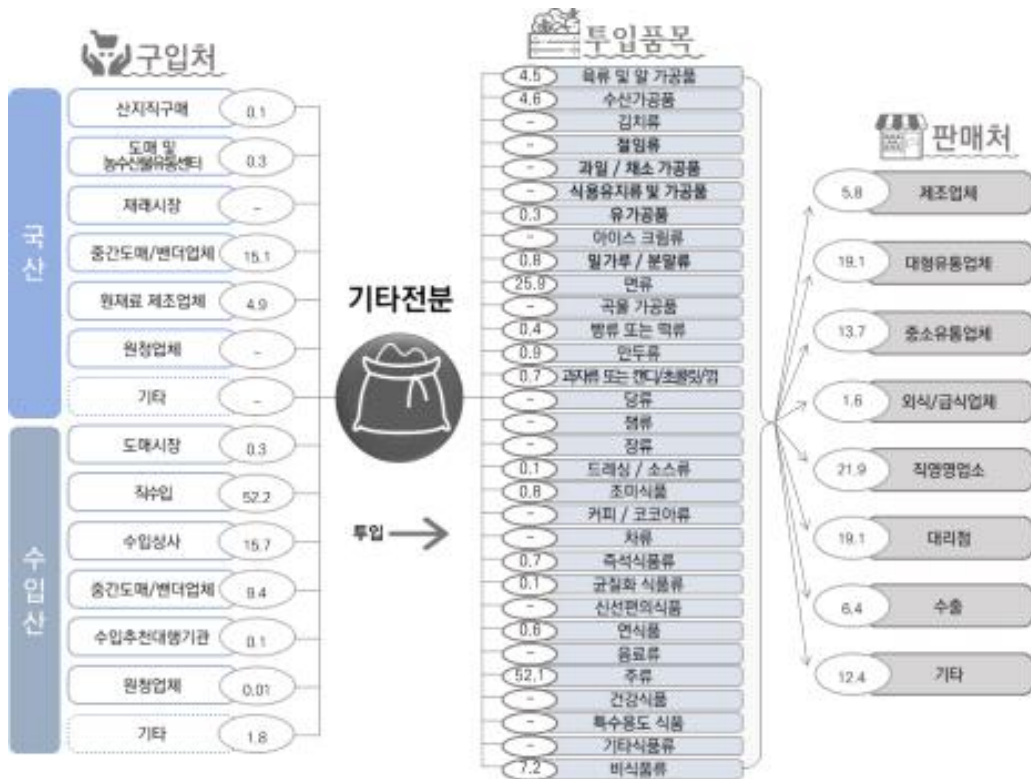 구입처
국산
산지직구매 0.1
도매 및
농수산물유통센터 0.3
재래시장 -
중간도매/밴더업체 15.1
원재료 제조업체 4.9
원청업체 -
기타 -
수입산
도매시장 0.3
직수입 52.2
수입상사 15.7
중간도매/밴더업체 9.4
수입추천대행기관 0.1
원청업체 0.01
기타 1.8
기타전분
투입
투입품목
4.5 육류 및 알 가공품
4.6 수산가공품
- 김치류
- 절임류
- 과일 / 채소 가공품
- 식용유지류 및 가공품
0.3 유가공품
- 아이스 크림류
0.8 밀가루 / 분말류
25.9 면류
- 곡물 가공품
0.4 빵류 또는 떡류
0.9 만두류
0.7 과자류 또는 캔디/초콜릿/껌
- 당류
- 잼류
- 장류
0.1 드레싱 / 소스류
0.8 조미식품
- 커피 / 코코아류
- 차류
0.7 즉석식품류
0.1 균질화 식품류
- 신선편의식품
0.6 연식품
- 음료류
52.1 주류
- 건강식품
- 특수용도 식품
- 기타식품류
7.2 비식품류
판매처
5.8 제조업체
19.1 대형유통업체
13.7 중소유통업체
1.6 외식/급식업체
21.9 직영영업소
19.1 대리점
6.4 수출
12.4 기타